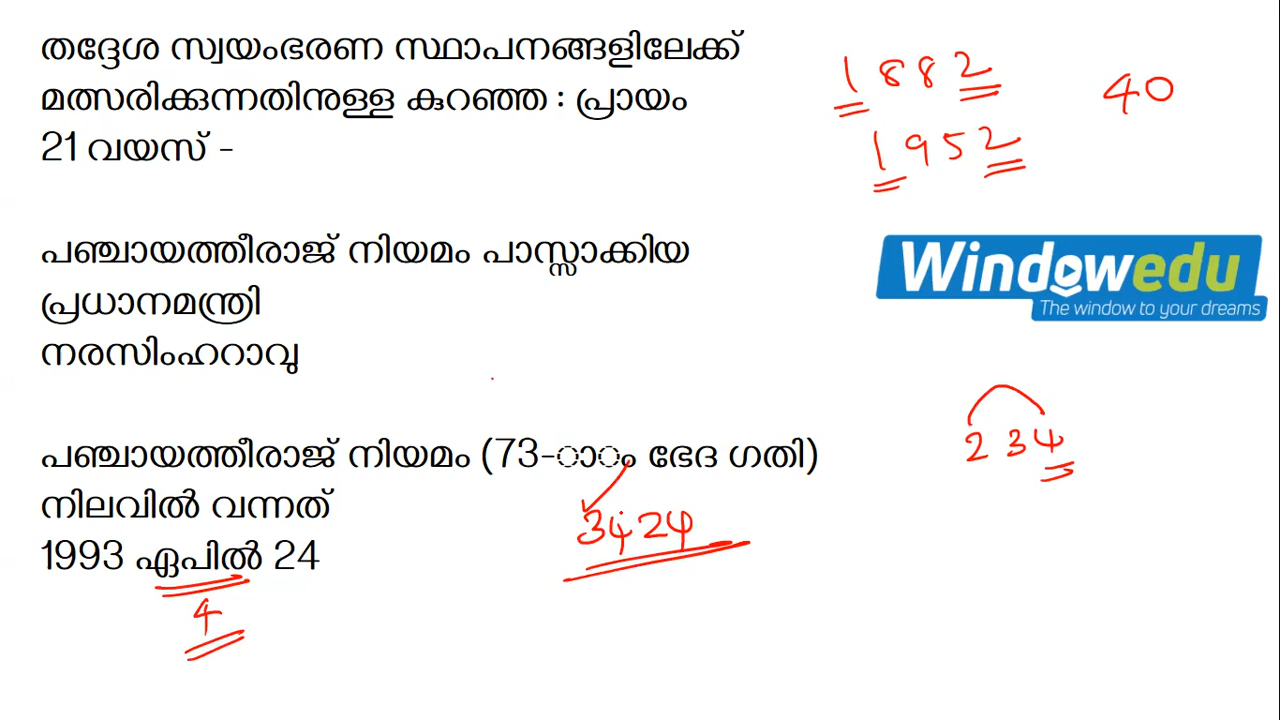 തദ്ദേശ സ്വയംഭരണ സ്ഥാപനങ്ങളിലേക്ക്
മത്സരിക്കുന്നതിനുള്ള കുറഞ്ഞ : പ്രായം
21 വയസ് -
1882
40
1952
പഞ്ചായത്തീരാജ് നിയമം പാസ്സാക്കിയ
പ്രധാനമന്ത്രി
നരസിംഹറാവു
Windowedu
The window to your dreams
234
പഞ്ചായത്തീരാജ് നിയമം (73-ാാം ഭേദ ഗതി)
നിലവിൽ വന്നത്
3424
1993 ഏപിൽ 24
4